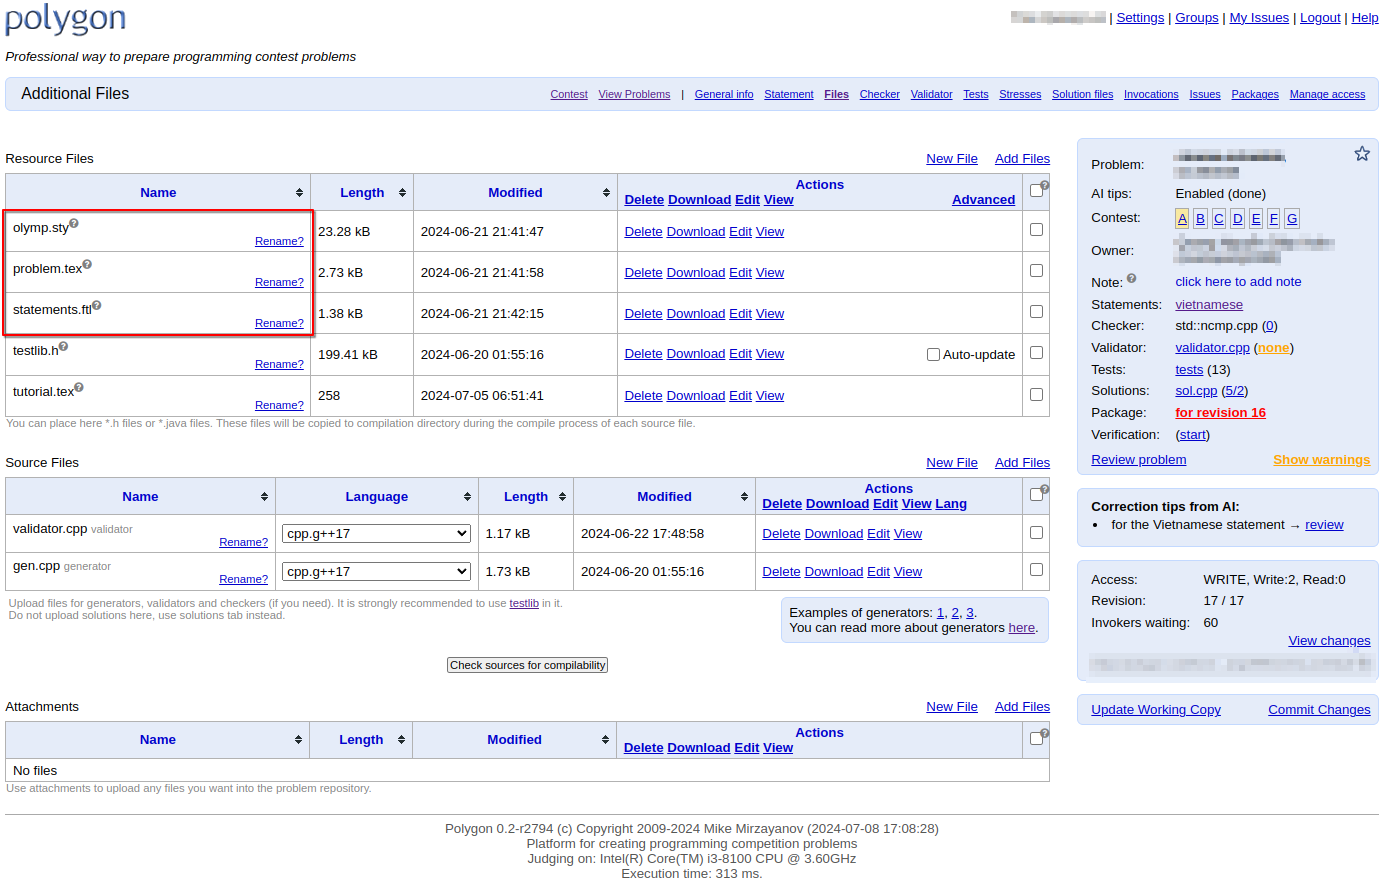 polygon
| Settings | Groups | My Issues | Logout | Help
Professional way to prepare programming contest problems
Additional Files
Contest View Problems | General info Statement Files Checker Validator Tests Stresses Solution files Invocations Issues Packages Manage access
Resource Files New File Add Files
Name Length Modified Actions
Delete Download Edit View Advanced
olymp.sty Rename? 23.28 kB 2024-06-21 21:41:47 Delete Download Edit View
problem.tex Rename? 2.73 kB 2024-06-21 21:41:58 Delete Download Edit View
statements.ftl Rename? 1.38 kB 2024-06-21 21:42:15 Delete Download Edit View
testlib.h Rename? 199.41 kB 2024-06-20 01:55:16 Delete Download Edit View Auto-update
tutorial.tex Rename? 258 2024-07-05 06:51:41 Delete Download Edit View
You can place here *.h files or *.java files. These files will be copied to compilation directory during the compile process of each source file.
Source Files New File Add Files
Name Language Length Modified Actions
Delete Download Edit View Lang
validator.cpp validator Rename? cpp.g++17 1.17 kB 2024-06-22 17:48:58 Delete Download Edit View
gen.cpp generator Rename? cpp.g++17 1.73 kB 2024-06-20 01:55:16 Delete Download Edit View
Upload files for generators, validators and checkers (if you need). It is strongly recommended to use testlib in it.
Do not upload solutions here, use solutions tab instead.
Examples of generators: 1, 2, 3.
You can read more about generators here.
Check sources for compilability
Attachments New File Add Files
Name Length Modified Actions
Delete Download Edit View
No files
Use attachments to upload any files you want into the problem repository.
Problem:
AI tips: Enabled (done)
Contest: A B C D E F G
Owner:
Note: click here to add note
Statements: vietnamese
Checker: std::ncmp.cpp (0)
Validator: validator.cpp (none)
Tests: tests (13)
Solutions: sol.cpp (5/2)
Package: for revision 16
Verification: (start)
Review problem Show warnings
Correction tips from AI:
• for the Vietnamese statement → review
Access: WRITE, Write:2, Read:0
Revision: 17 / 17
Invokers waiting: 60
View changes
Update Working Copy Commit Changes
Polygon 0.2-r2794 (c) Copyright 2009-2024 Mike Mirzayanov (2024-07-08 17:08:28)
Platform for creating programming competition problems
Judging on: Intel(R) Core(TM) i3-8100 CPU @ 3.60GHz
Execution time: 313 ms.